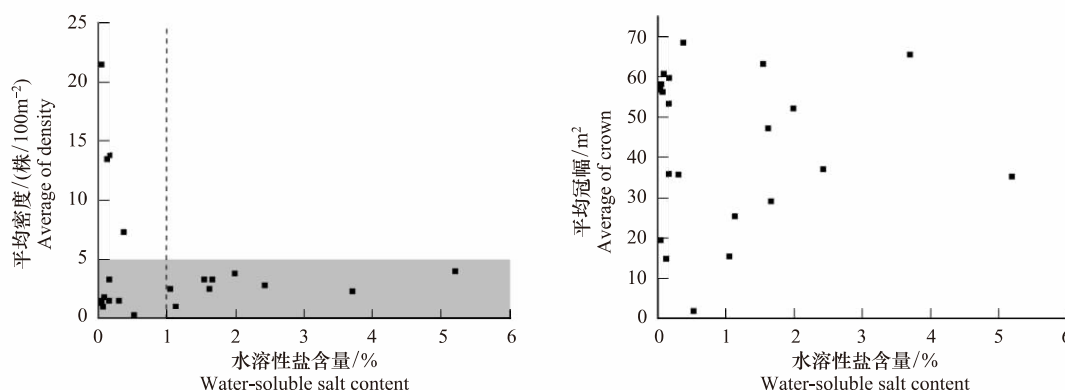 平均密度/(株/100m⁻²)
Average of density
25
20
15
10
5
0
0 1 2 3 4 5 6
水溶性盐含量/%
Water-soluble salt content
平均冠幅/m²
Average of crown
70
60
50
40
30
20
10
0
0 1 2 3 4 5 6
水溶性盐含量/%
Water-soluble salt content